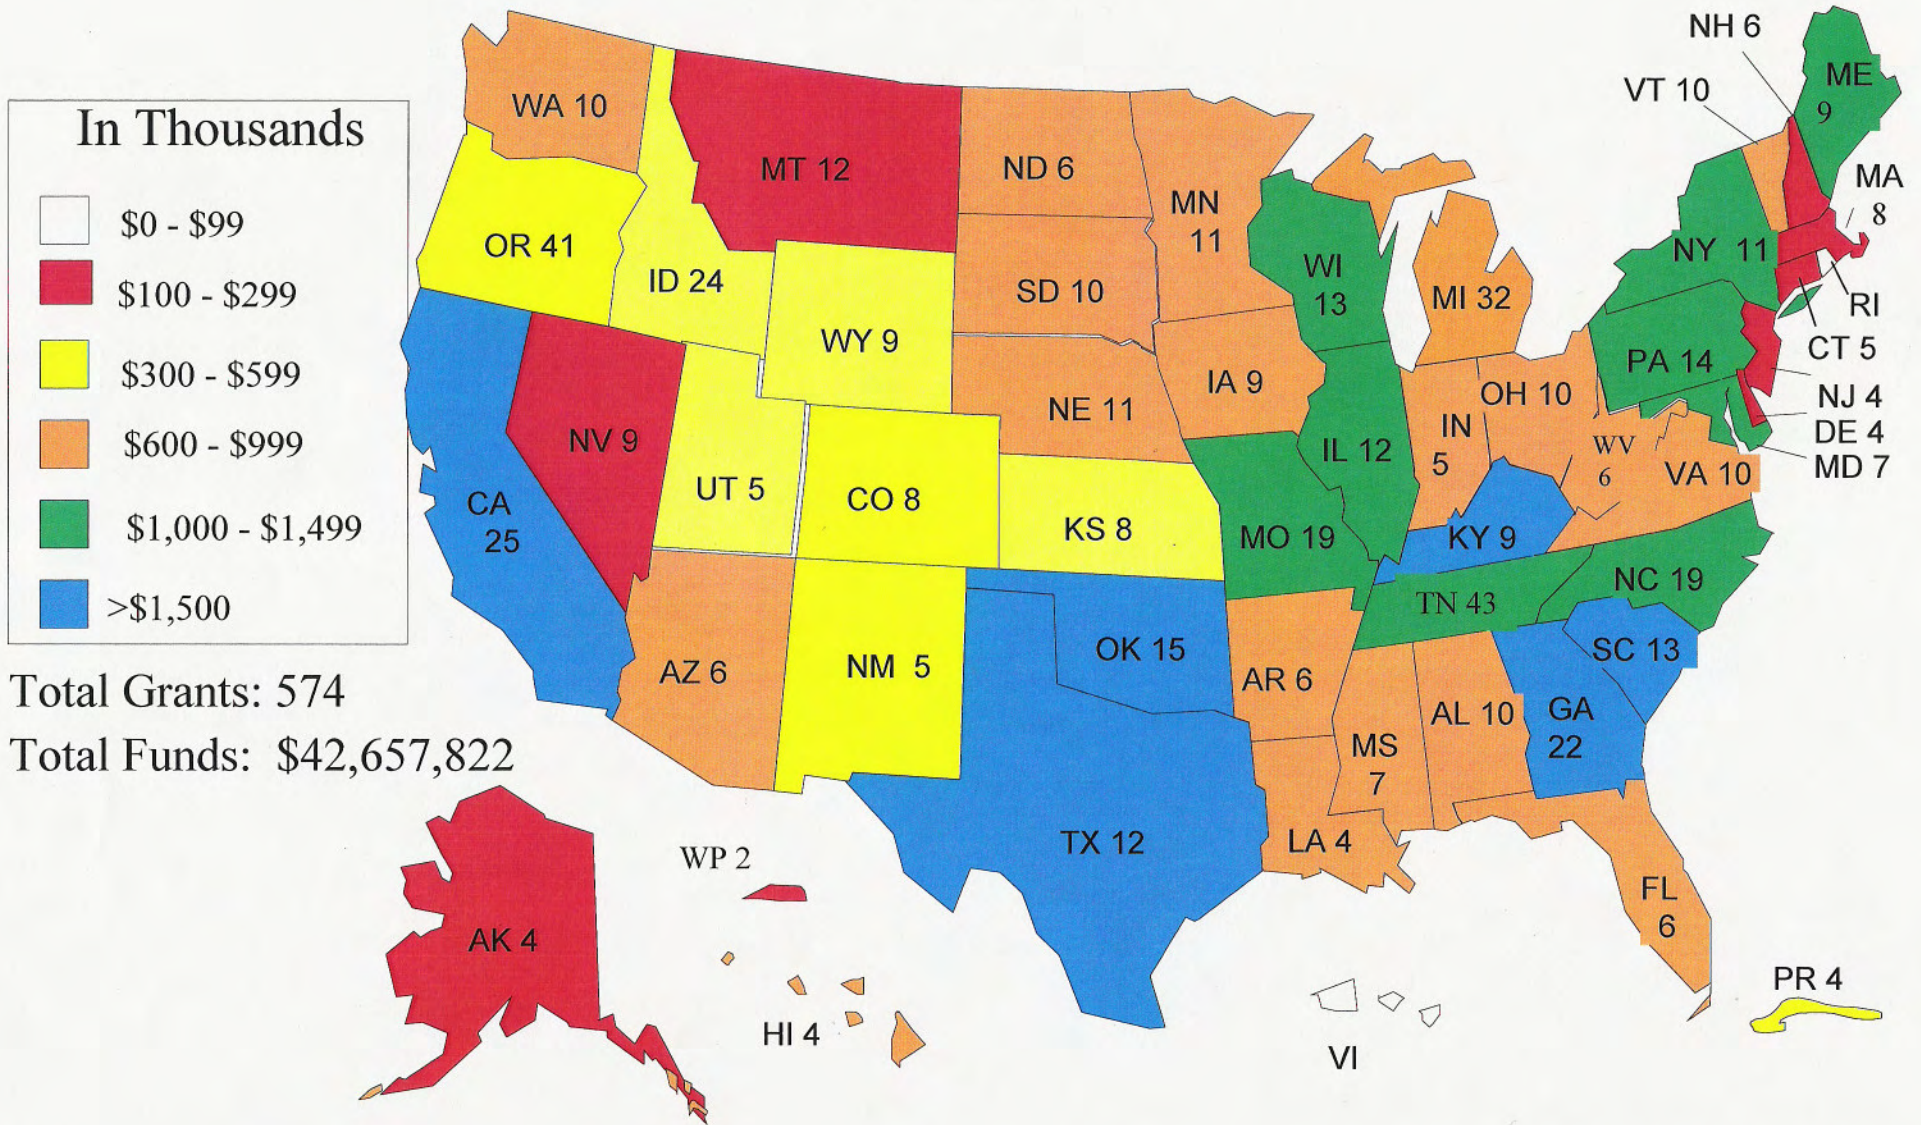 In Thousands
$0 - $99
$100 - $299
$300 - $599
$600 - $999
$1,000 - $1,499
>$1,500
Total Grants: 574
Total Funds: $42,657,822
WA 10
OR 41
ID 24
MT 12
WY 9
ND 6
SD 10
NE 11
MN
11
IA 9
WI
13
MI 32
IL 12
IN
5
OH 10
NH 6
VT 10
ME
9
MA
8
NY 11
RI
CT 5
PA 14
NJ 4
DE 4
MD 7
WV
6
VA 10
CA
25
NV 9
UT 5
CO 8
KS 8
MO 19
KY 9
TN 43
NC 19
SC 13
AZ 6
NM 5
OK 15
AR 6
TX 12
LA 4
MS
7
AL 10
GA
22
FL
6
AK 4
WP 2
HI 4
VI
PR 4